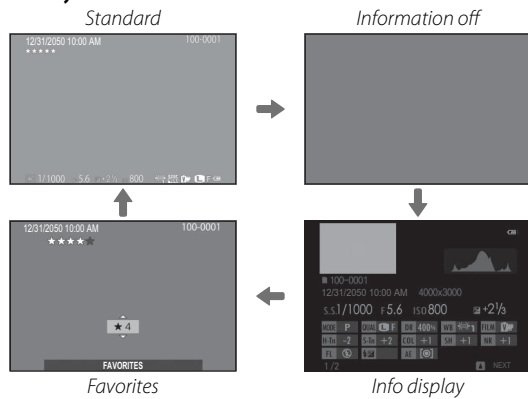 Standard
Information off
12/31/2050 10:00 AM 100-0001
★★★★★
1/1000 5.6 +2⅓ 800 F
12/31/2050 10:00 AM 100-0001
★★★★★
★4
FAVORITES
100-0001
12/31/2050 10:00 AM 4000x3000
S.S.1/1000 F5.6 ISO800 +2⅓
MODE P QUAL L F DR 400% WB 1 FILM V
H-Tn -2 S-Tn +2 COL +1 SH +1 NR +1
FL AE
1/2 NEXT
Favorites
Info display